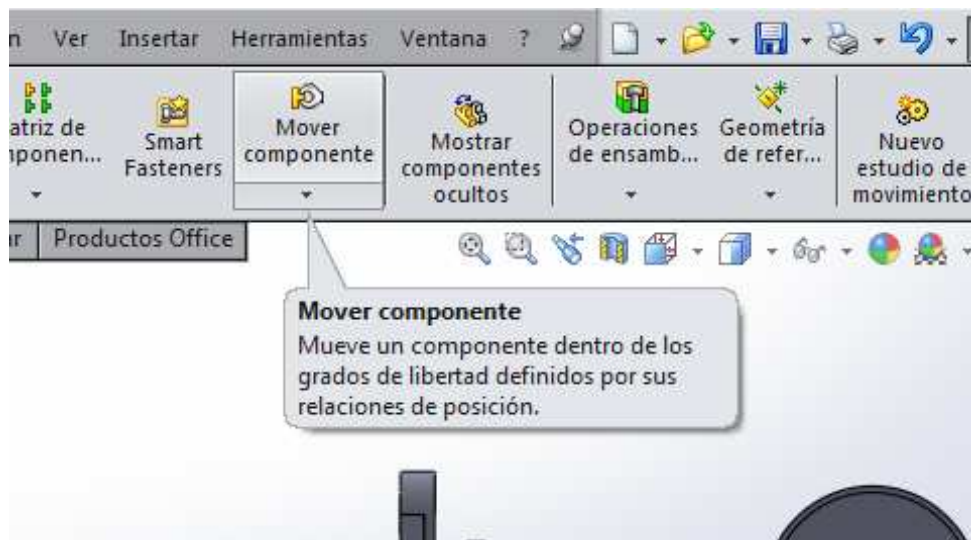 n Ver Insertar Herramientas Ventana ?
atriz de
nponen...
Smart
Fasteners
Mover
componente
Mostrar
componentes
ocultos
Operaciones
de ensamb...
Geometría
de refer...
Nuevo
estudio de
movimiento
ar Productos Office
Mover componente
Mueve un componente dentro de los
grados de libertad definidos por sus
relaciones de posición.